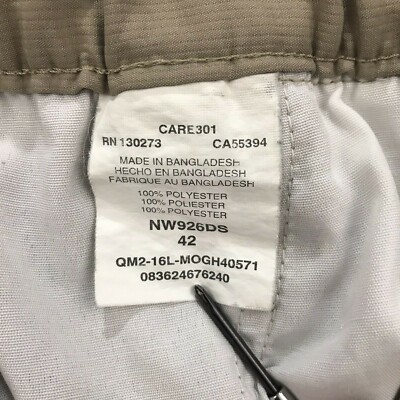 CARE301
RN 130273 CA55394
MADE IN BANGLADESH
HECHO EN BANGLADESH
FABRIQUE AU BANGLADESH
100% POLYESTER
100% POLIESTER
100% POLYESTER
NW926DS
42
QM2-16L-MOGH40571
083624676240